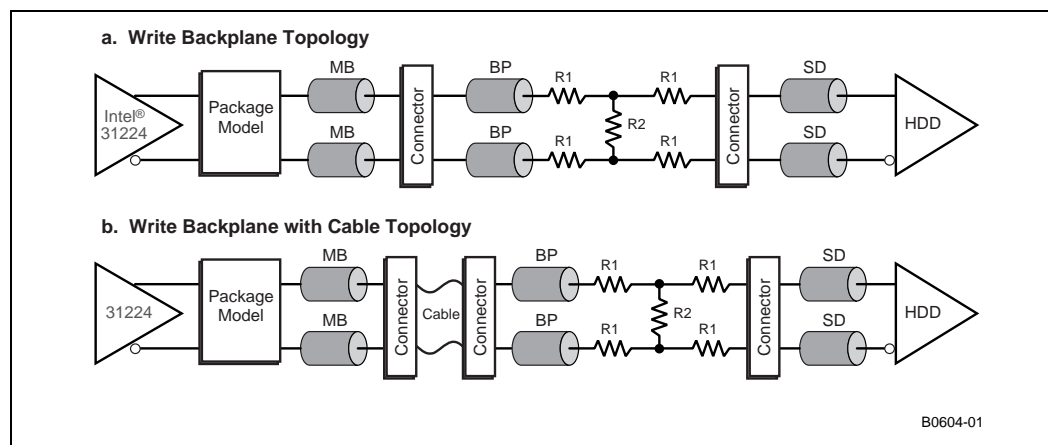 a. Write Backplane Topology
MB
BP
R1
R1
SD
Intel®
31224
Package
Model
Connector
R2
Connector
HDD
MB
BP
R1
R1
SD
b. Write Backplane with Cable Topology
MB
BP
R1
R1
SD
31224
Package
Model
Connector
Cable
Connector
R2
Connector
HDD
MB
BP
R1
R1
SD
B0604-01